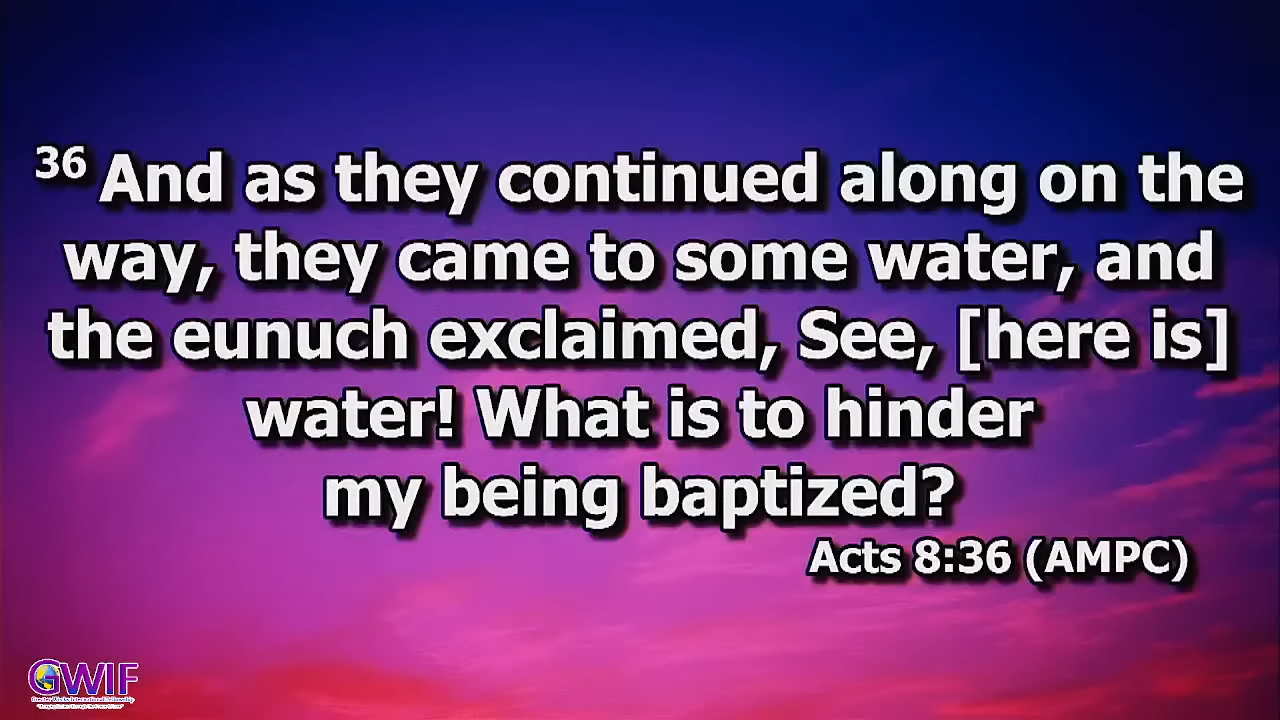 36 And as they continued along on the
way, they came to some water, and
the eunuch exclaimed, See, [here is]
water! What is to hinder
my being baptized?
Acts 8:36 (AMPC)
GWIF